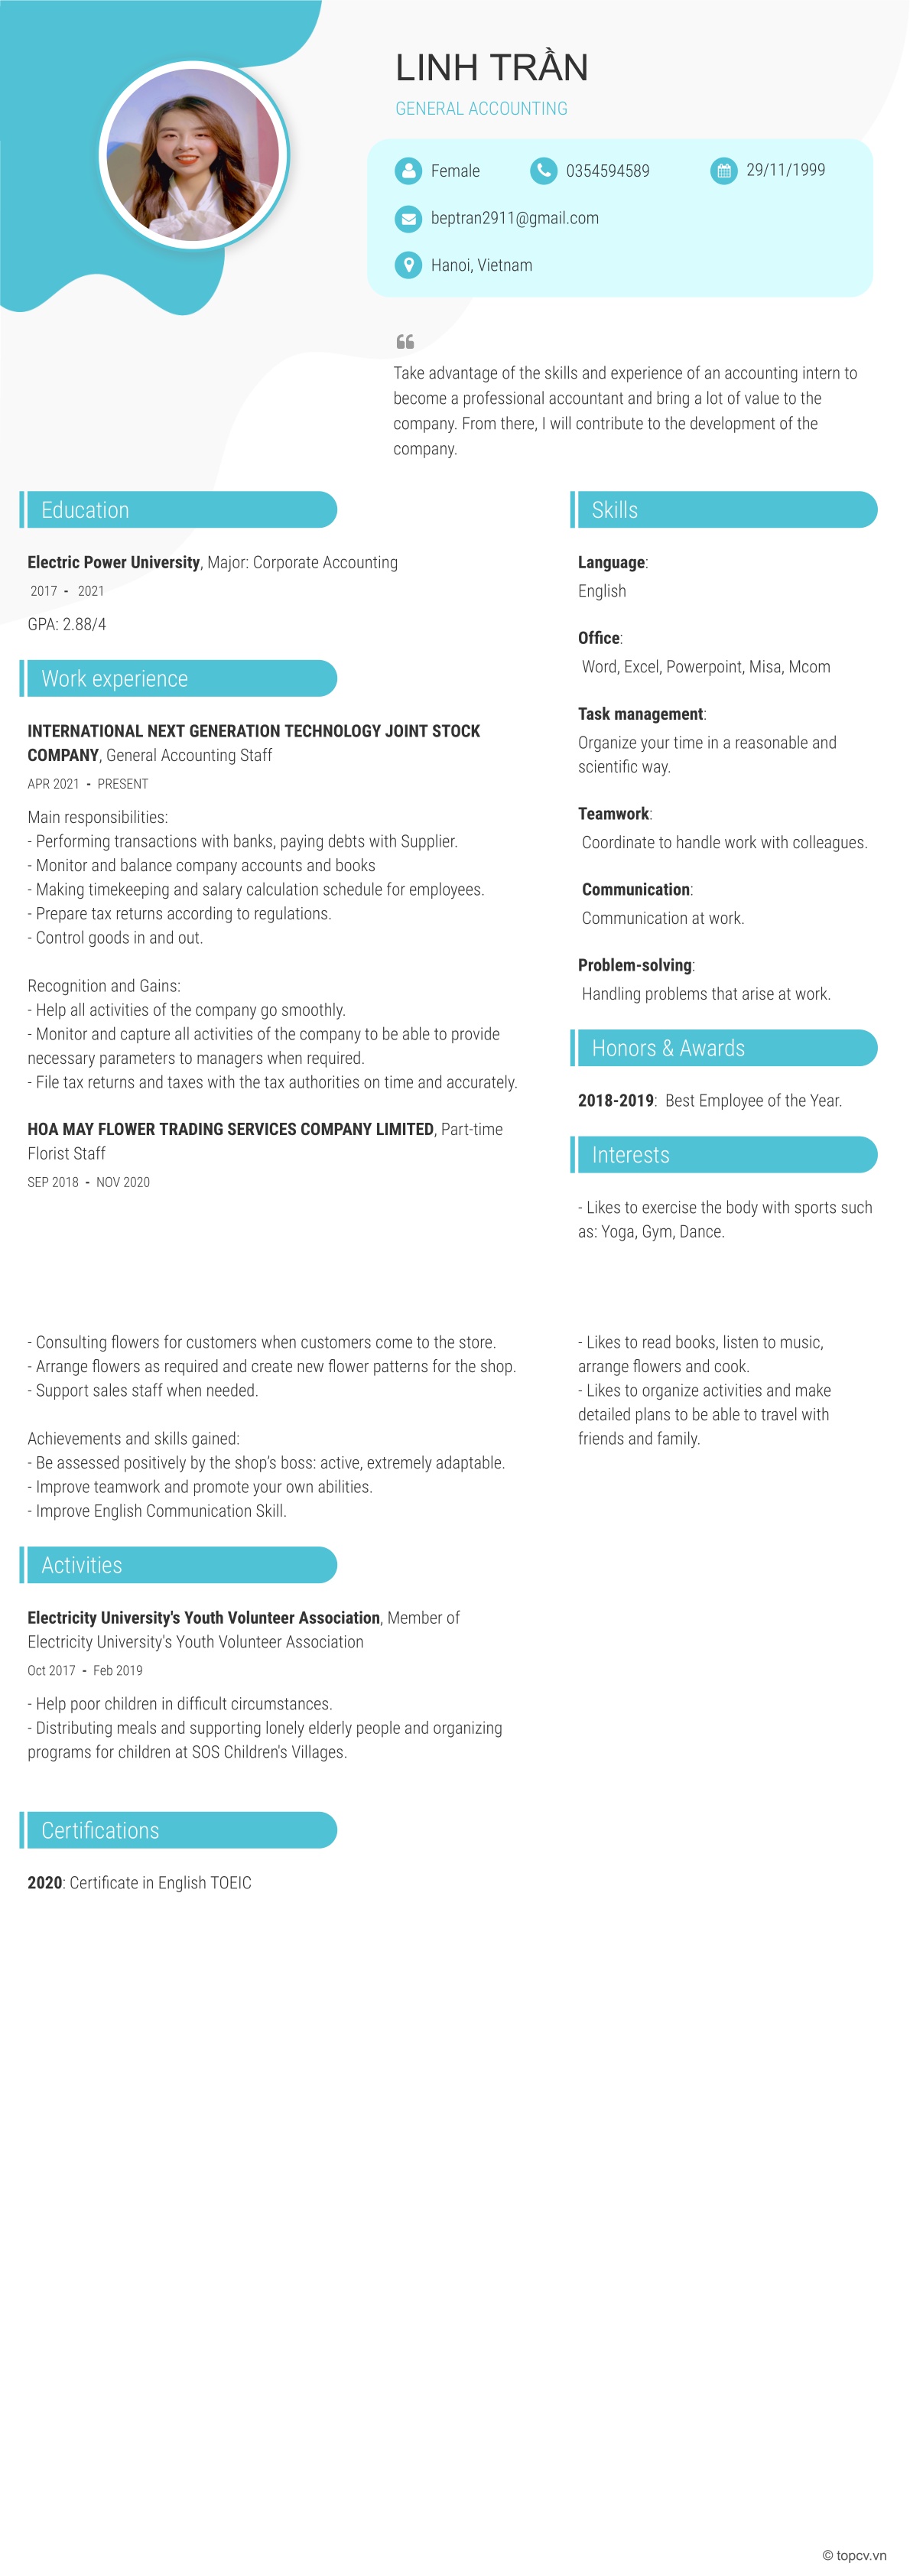 LINH TRẦN
GENERAL ACCOUNTING
Female
0354594589
29/11/1999
beptran2911@gmail.com
Hanoi, Vietnam
“
Take advantage of the skills and experience of an accounting intern to
become a professional accountant and bring a lot of value to the
company. From there, I will contribute to the development of the
company.
Education
Electric Power University, Major: Corporate Accounting
2017 - 2021
GPA: 2.88/4
Work experience
INTERNATIONAL NEXT GENERATION TECHNOLOGY JOINT STOCK
COMPANY, General Accounting Staff
APR 2021 - PRESENT
Main responsibilities:
- Performing transactions with banks, paying debts with Supplier.
- Monitor and balance company accounts and books
- Making timekeeping and salary calculation schedule for employees.
- Prepare tax returns according to regulations.
- Control goods in and out.
Recognition and Gains:
- Help all activities of the company go smoothly.
- Monitor and capture all activities of the company to be able to provide
necessary parameters to managers when required.
- File tax returns and taxes with the tax authorities on time and accurately.
HOA MAY FLOWER TRADING SERVICES COMPANY LIMITED, Part-time
Florist Staff
SEP 2018 - NOV 2020
- Consulting flowers for customers when customers come to the store.
- Arrange flowers as required and create new flower patterns for the shop.
- Support sales staff when needed.
Achievements and skills gained:
- Be assessed positively by the shop's boss: active, extremely adaptable.
- Improve teamwork and promote your own abilities.
- Improve English Communication Skill.
Activities
Electricity University's Youth Volunteer Association, Member of
Electricity University's Youth Volunteer Association
Oct 2017 - Feb 2019
- Help poor children in difficult circumstances.
- Distributing meals and supporting lonely elderly people and organizing
programs for children at SOS Children's Villages.
Certifications
2020: Certificate in English TOEIC
Skills
Language:
English
Office:
Word, Excel, Powerpoint, Misa, Mcom
Task management:
Organize your time in a reasonable and
scientific way.
Teamwork:
Coordinate to handle work with colleagues.
Communication:
Communication at work.
Problem-solving:
Handling problems that arise at work.
Honors & Awards
2018-2019: Best Employee of the Year.
Interests
- Likes to exercise the body with sports such
as: Yoga, Gym, Dance.
- Likes to read books, listen to music,
arrange flowers and cook.
- Likes to organize activities and make
detailed plans to be able to travel with
friends and family.
© topcv.vn